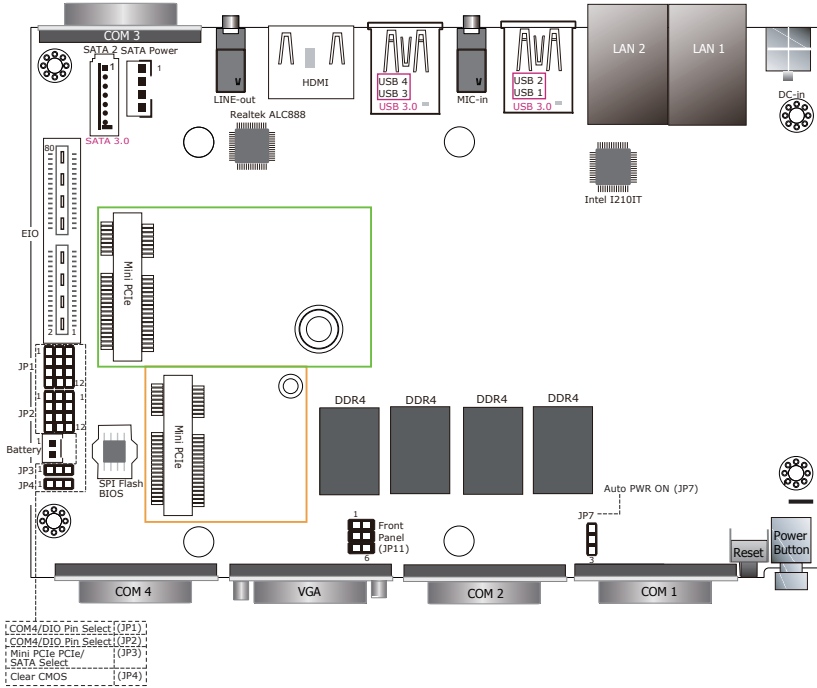 COM 3
SATA 2 SATA Power
1
1
SATA 3.0
LINE-out
HDMI
USB 4
USB 3
USB 3.0
MIC-in
USB 2
USB 1
USB 3.0
LAN 2
LAN 1
DC-in
Realtek ALC888
Intel I210IT
80
EIO
2
1
Mini PCIe
1
JP1
12
1
1
JP2
12
1
Battery
JP3
1
JP4
1
SPI Flash
BIOS
Mini PCIe
DDR4
DDR4
DDR4
DDR4
Auto PWR ON (JP7)
JP7
3
1
Front
Panel
(JP11)
6
Reset
Power
Button
COM 4
VGA
COM 2
COM 1
COM4/DIO Pin Select (JP1)
COM4/DIO Pin Select (JP2)
Mini PCIe PCIe/ (JP3)
SATA Select
Clear CMOS (JP4)